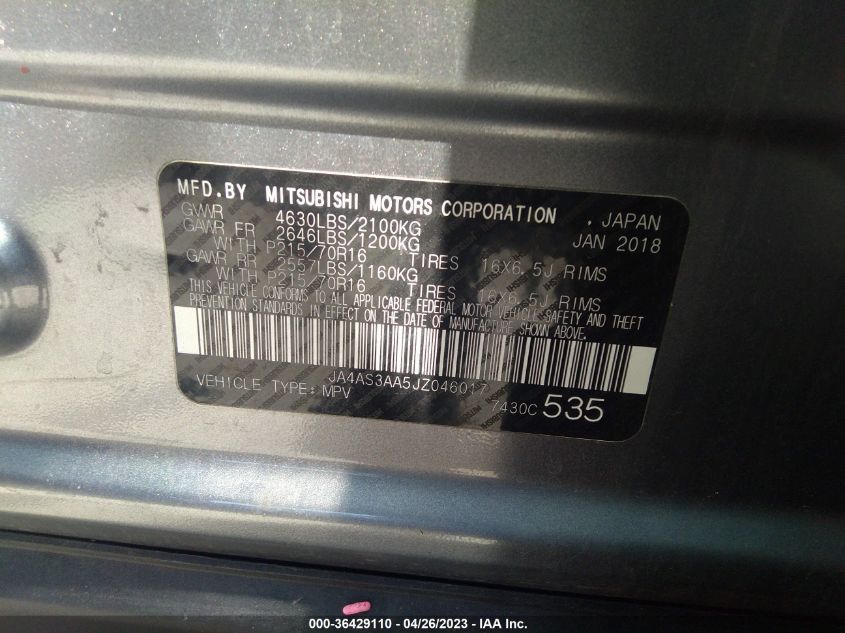 MFD.BY MITSUBISHI MOTORS CORPORATION . JAPAN
GWWR 4630LBS/2100KG JAN 2018
GAWR FR 2646LBS/1200KG
WITH P215/70R16 TIRES 16X6.5J RIMS
GAWR RR 2557LBS/1160KG
WITH P215/70R16 TIRES 16X6.5J RIMS
THIS VEHICLE CONFORMS TO ALL APPLICABLE FEDERAL MOTOR VEHICLE SAFETY AND THEFT
PREVENTION STANDARDS IN EFFECT ON THE DATE OF MANUFACTURE SHOWN ABOVE.
VEHICLE TYPE: MPV 7430C 535
000-36429110 - 04/26/2023 - IAA Inc.